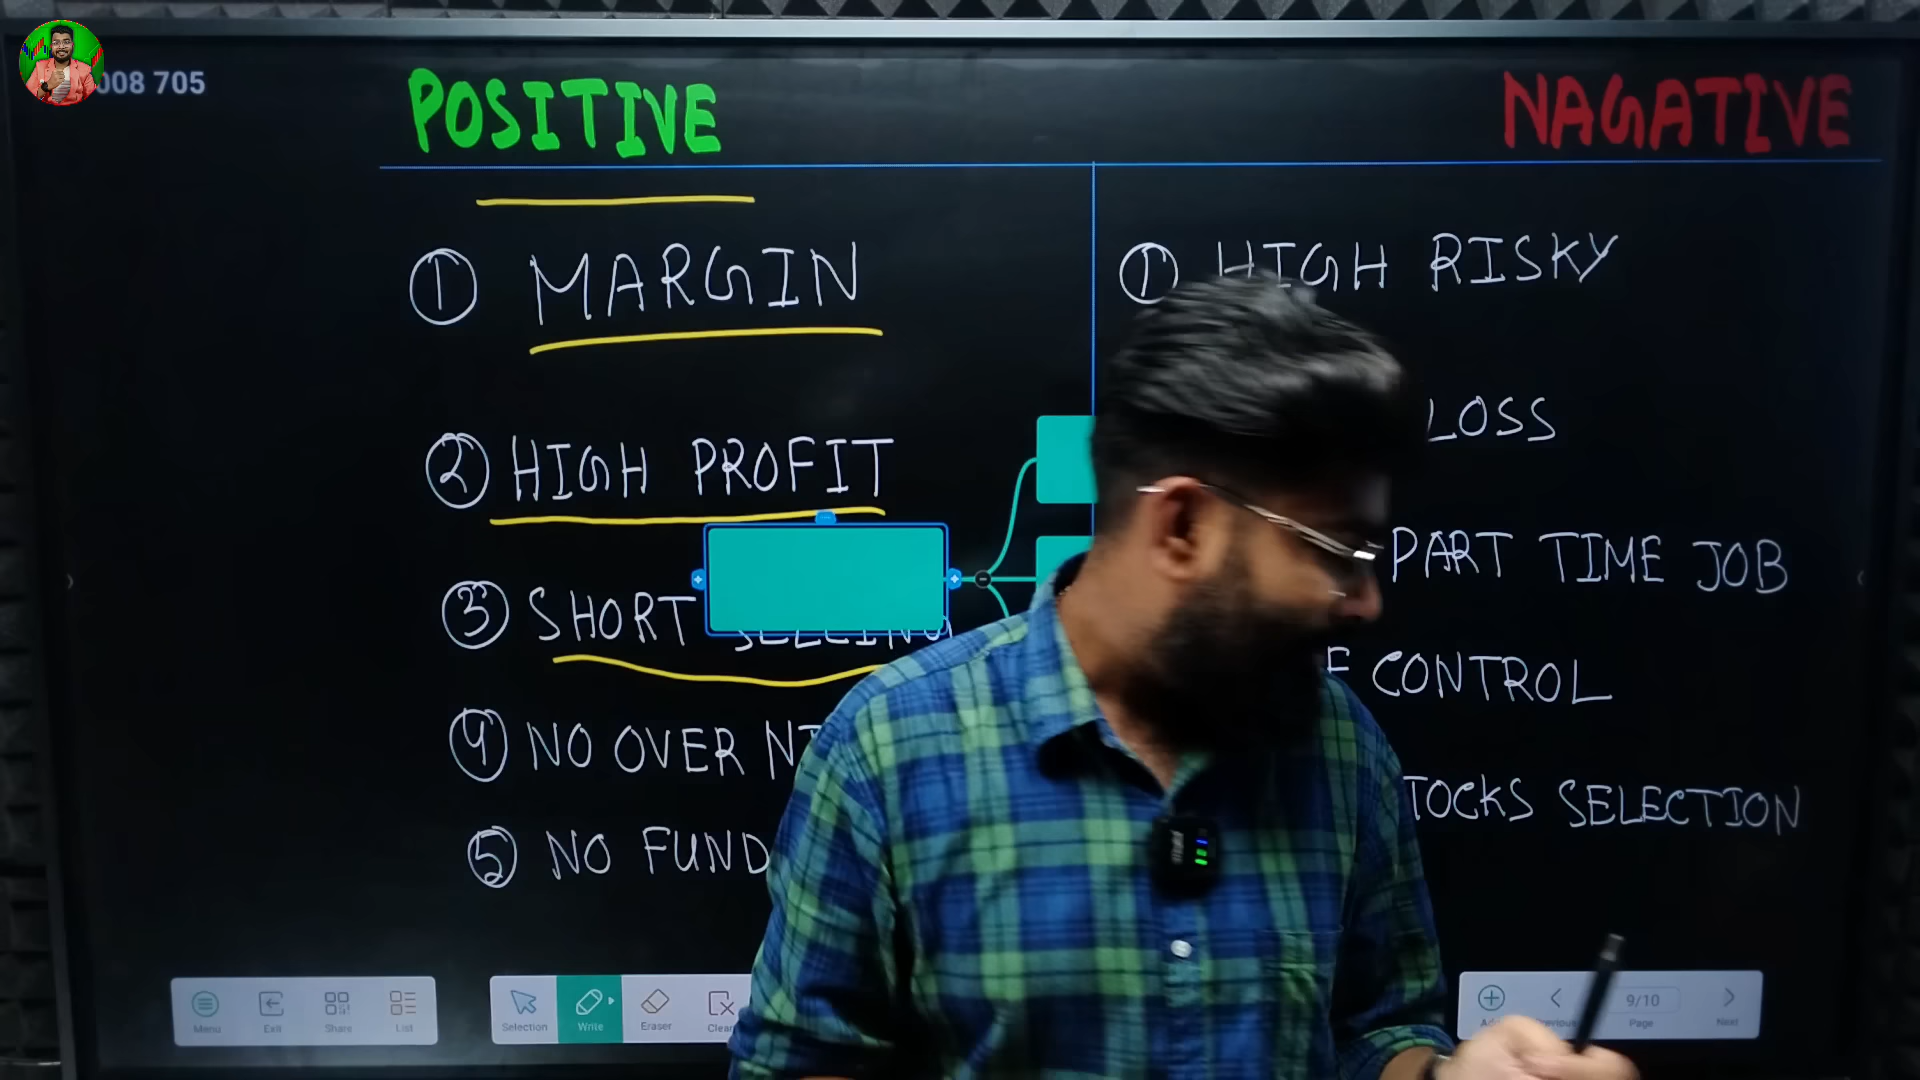 008 705
POSITIVE
NAGATIVE
① MARGIN
② HIGH PROFIT
③ SHORT SELLING
④ NO OVER
⑤ NO FUND
① HIGH RISKY
LOSS
PART TIME JOB
CONTROL
TOCKS SELECTION
Menu
Exit
Share
List
Selection
Write
Eraser
Clear
9/10
Page
Next